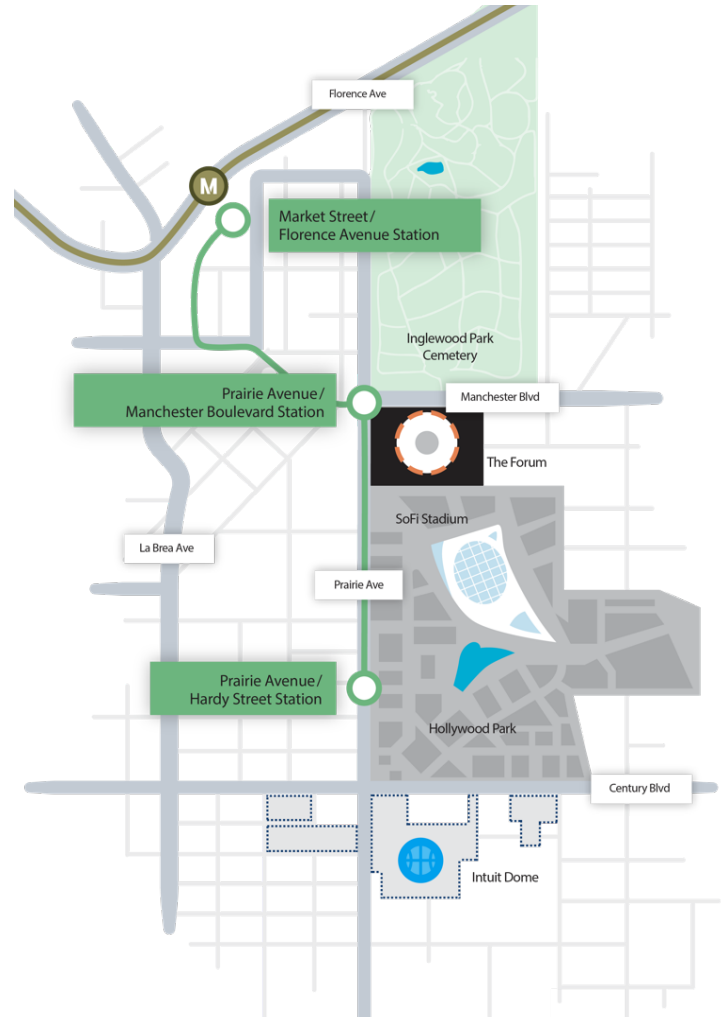 Florence Ave
M
Market Street/
Florence Avenue Station
Inglewood Park
Cemetery
Prairie Avenue/
Manchester Boulevard Station
Manchester Blvd
The Forum
SoFi Stadium
La Brea Ave
Prairie Ave
Prairie Avenue/
Hardy Street Station
Hollywood Park
Century Blvd
Intuit Dome